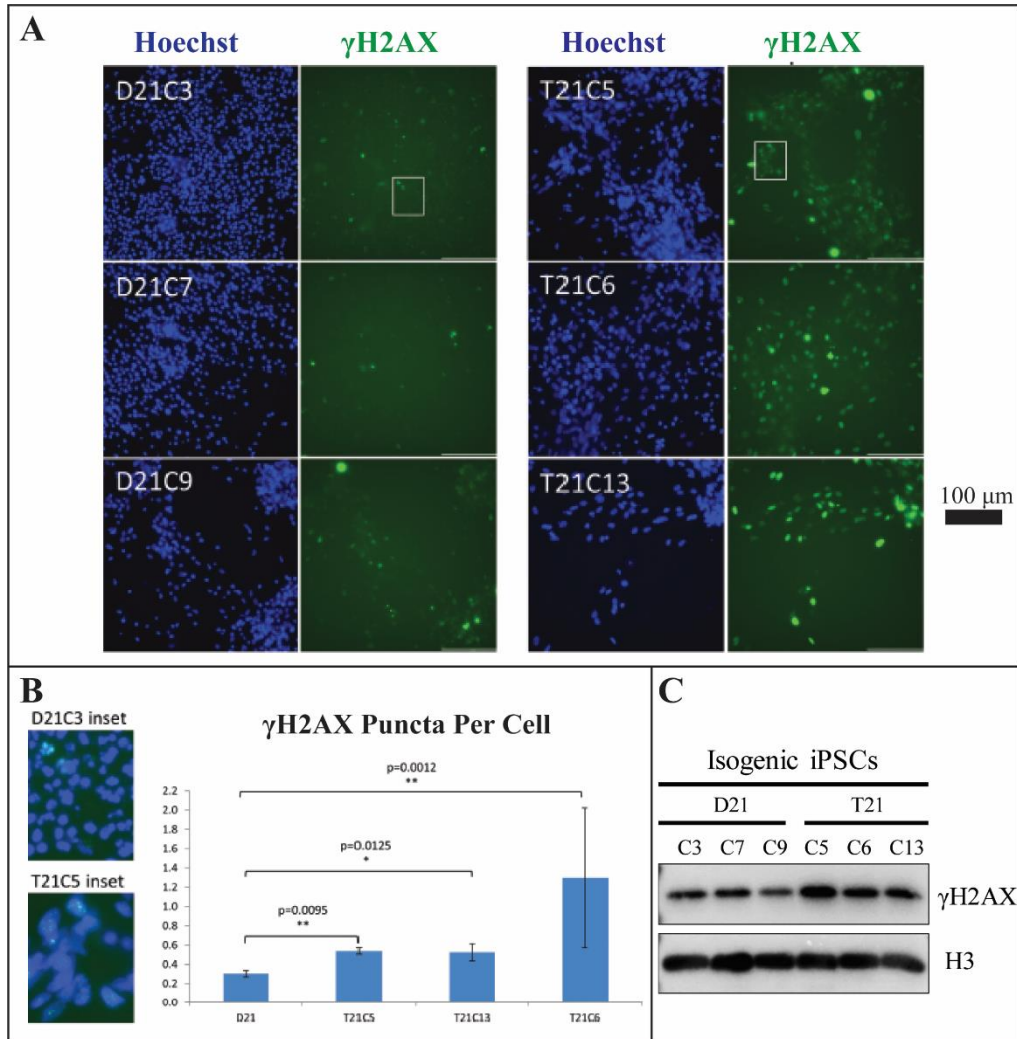 A
Hoechst γH2AX Hoechst γH2AX
D21C3 T21C5
D21C7 T21C6
D21C9 T21C13
100 μm
B
D21C3 inset
T21C5 inset
γH2AX Puncta Per Cell
p=0.0012
**
p=0.0125
*
p=0.0095
**
2.2
2.0
1.8
1.6
1.4
1.2
1.0
0.8
0.6
0.4
0.2
0.0
D21 T21C5 T21C13 T21C6
C
Isogenic iPSCs
D21 T21
C3 C7 C9 C5 C6 C13
γH2AX
H3